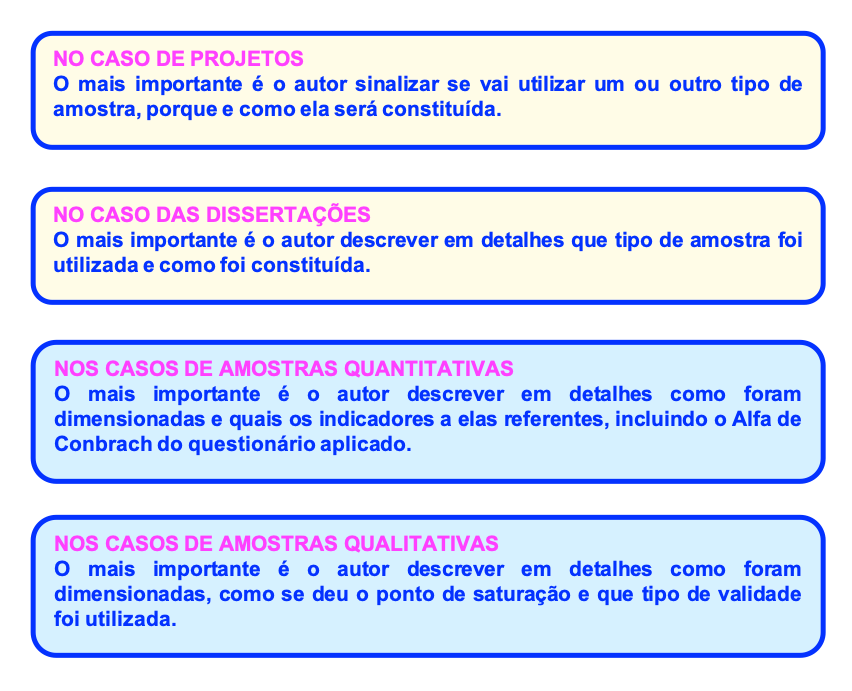 NO CASO DE PROJETOS
O mais importante é o autor sinalizar se vai utilizar um ou outro tipo de
amostra, porque e como ela será constituída.
NO CASO DAS DISSERTAÇÕES
O mais importante é o autor descrever em detalhes que tipo de amostra foi
utilizada e como foi constituída.
NOS CASOS DE AMOSTRAS QUANTITATIVAS
O mais importante é o autor descrever em detalhes como foram
dimensionadas e quais os indicadores a elas referentes, incluindo o Alfa de
Conbrach do questionário aplicado.
NOS CASOS DE AMOSTRAS QUALITATIVAS
O mais importante é o autor descrever em detalhes como foram
dimensionadas, como se deu o ponto de saturação e que tipo de validade
foi utilizada.